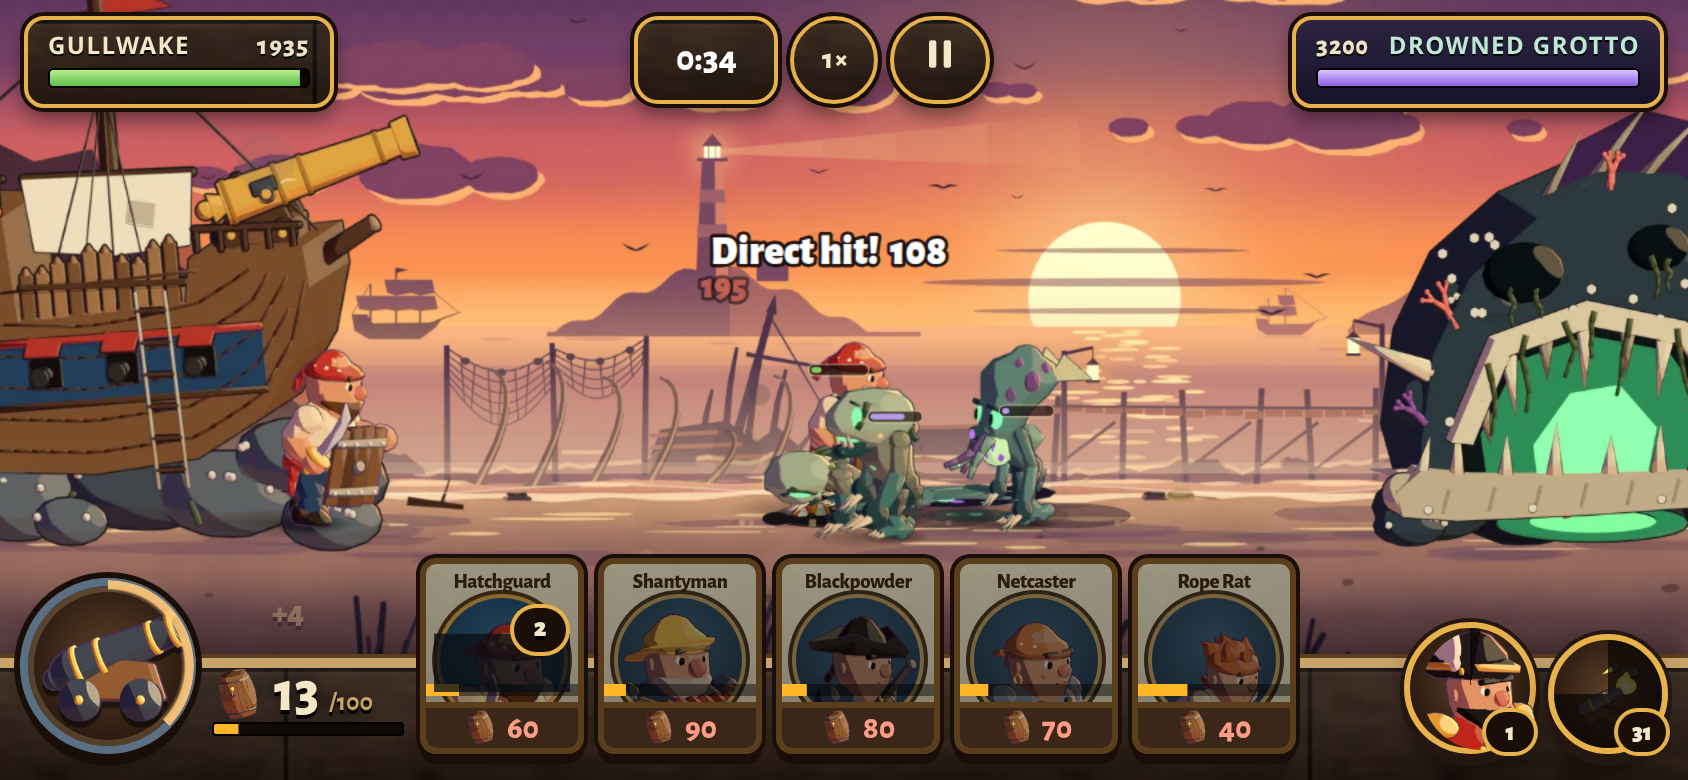 GULLWAKE 1935
0:34
1×
3200 DROWNED GROTTO
Direct hit! 108
195
+4
13 /100
Hatchguard
2
60
Shantyman
90
Blackpowder
80
Netcaster
70
Rope Rat
40
1
31